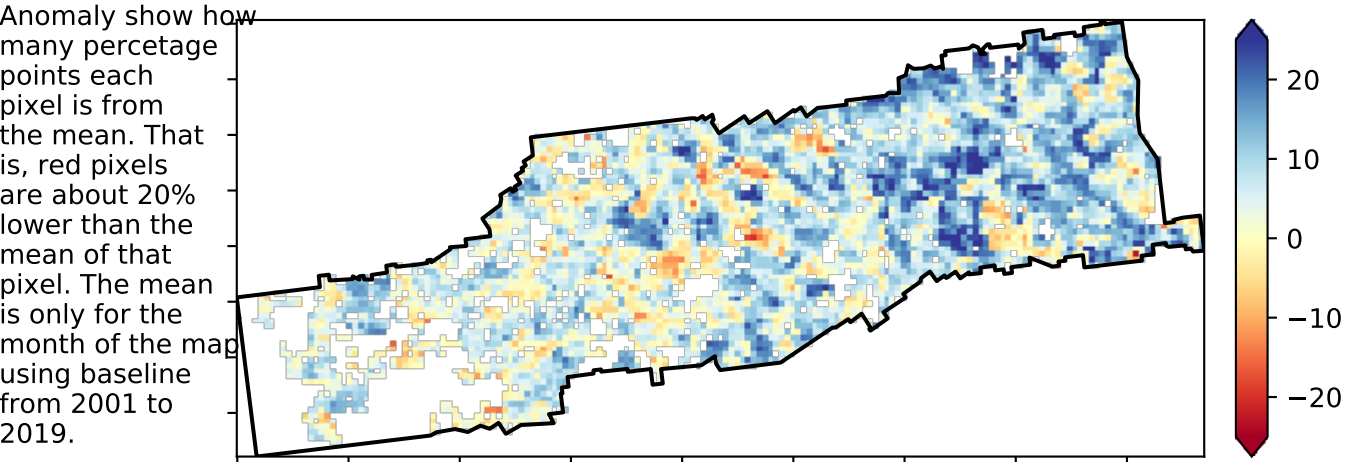 Anomaly show how
many percetage
points each
pixel is from
the mean. That
is, red pixels
are about 20%
lower than the
mean of that
pixel. The mean
is only for the
month of the map
using baseline
from 2001 to
2019.
20
10
0
−10
−20